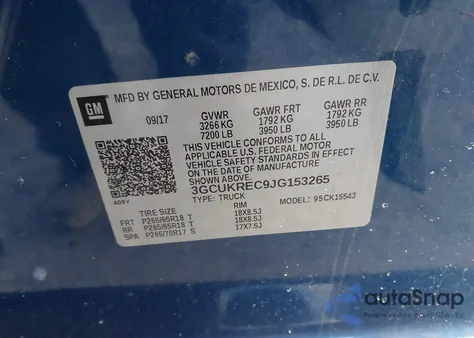 GM
MFD BY GENERAL MOTORS DE MEXICO, S. DE R.L. DE C.V.
09/17 GVWR GAWR FRT GAWR RR
3266 KG 1792 KG 1792 KG
7200 LB 3950 LB 3950 LB
THIS VEHICLE CONFORMS TO ALL
APPLICABLE U.S. FEDERAL MOTOR
VEHICLE SAFETY STANDARDS IN EFFECT
ON THE DATE OF MANUFACTURE SHOWN ABOVE.
3GCUKREC9JG153265
TYPE: TRUCK MODEL: 95CK15543
TIRE SIZE RIM
FRT P265/65R18 T 18X8.5J
RR P265/65R18 T 18X8.5J
SPA P265/70R17 S 17X7.5J
autoSnap